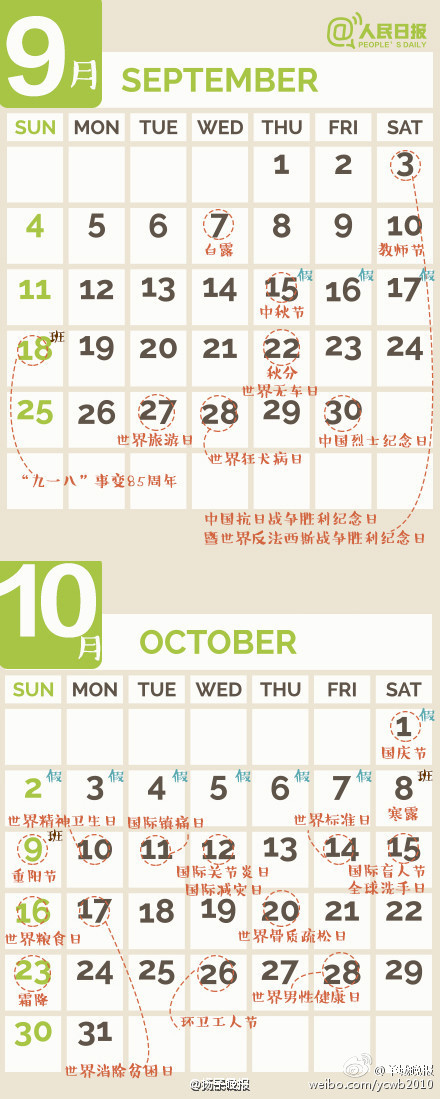 9月
SEPTEMBER
@人民日报
PEOPLE'S DAILY
SUN MON TUE WED THU FRI SAT
1 2 3
4 5 6 7 8 9 10
白露 教师节
假 假 假
11 12 13 14 15 16 17
中秋节
班
18 19 20 21 22 23 24
秋分
世界无车日
25 26 27 28 29 30
世界旅游日 中国烈士纪念日
世界狂犬病日
“九一八”事变85周年
中国抗日战争胜利纪念日
暨世界反法西斯战争胜利纪念日
10月
OCTOBER
SUN MON TUE WED THU FRI SAT
假
1
国庆节
假 假 假 假 假 假 班
2 3 4 5 6 7 8
世界精神卫生日 国际镇痛日 世界标准日 寒露
班
9 10 11 12 13 14 15
重阳节 国际关节炎日 国际盲人节
国际减灾日 全球洗手日
16 17 18 19 20 21 22
世界粮食日 世界骨质疏松日
23 24 25 26 27 28 29
霜降 世界男性健康日
环卫工人节
30 31
世界消除贫困日
@扬子晚报
weibo.com/ycwb2010